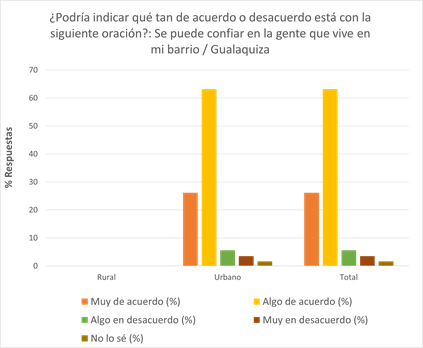 ¿Podría indicar qué tan de acuerdo o desacuerdo está con la
siguiente oración?: Se puede confiar en la gente que vive en
mi barrio / Gualaquiza
70
60
50
40
30
20
10
0
% Respuestas
Rural
Urbano
Total
Muy de acuerdo (%)
Algo de acuerdo (%)
Algo en desacuerdo (%)
Muy en desacuerdo (%)
No lo sé (%)